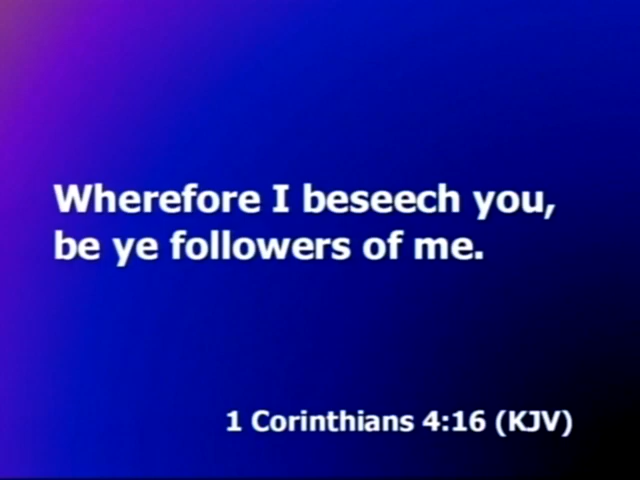 Wherefore I beseech you,
be ye followers of me.
1 Corinthians 4:16 (KJV)